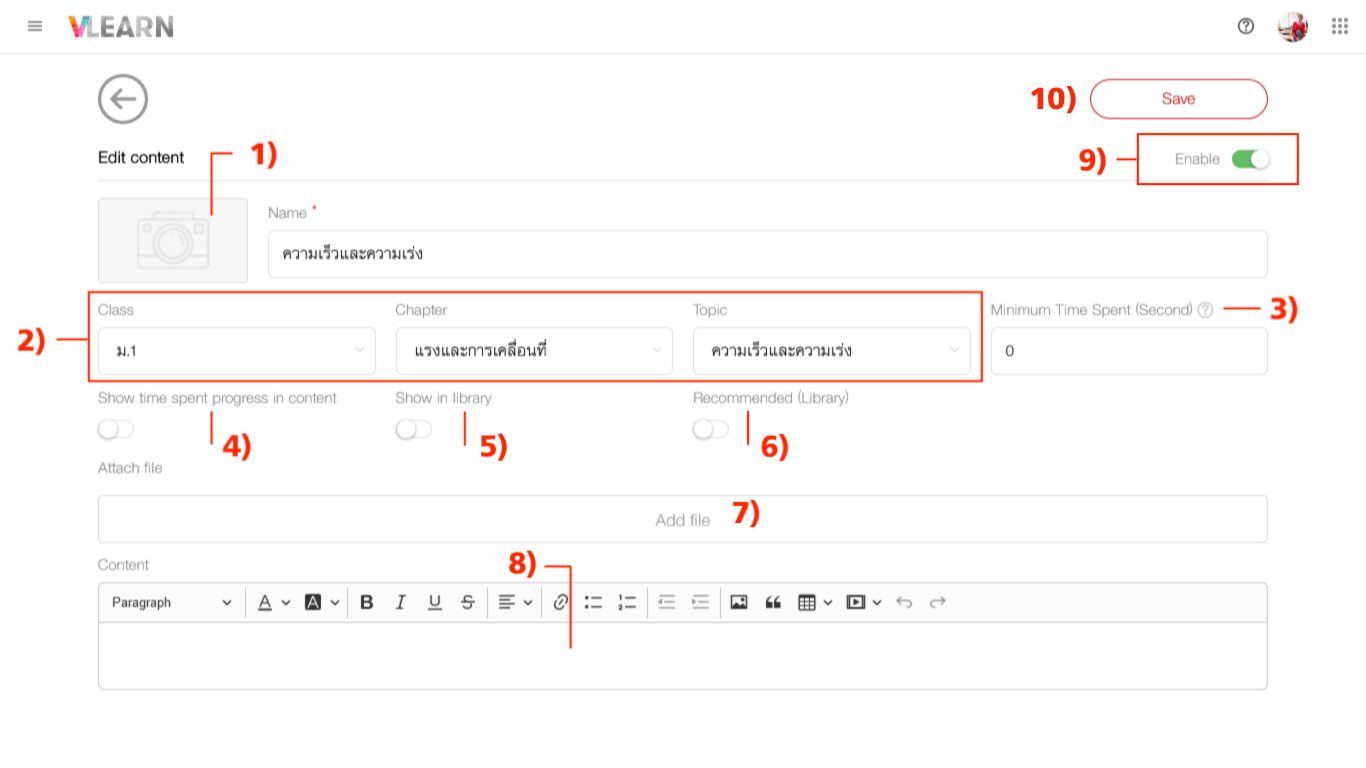 VLEARN
10) Save
Edit content 1) 9) Enable
Name *
ความเร็วและความเร่ง
Class Chapter Topic Minimum Time Spent (Second) 3)
2) ม.1 แรงและการเคลื่อนที่ ความเร็วและความเร่ง 0
Show time spent progress in content Show in library Recommended (Library)
4) 5) 6)
Attach file
Add file 7)
8)
Content
Paragraph A A B I U S